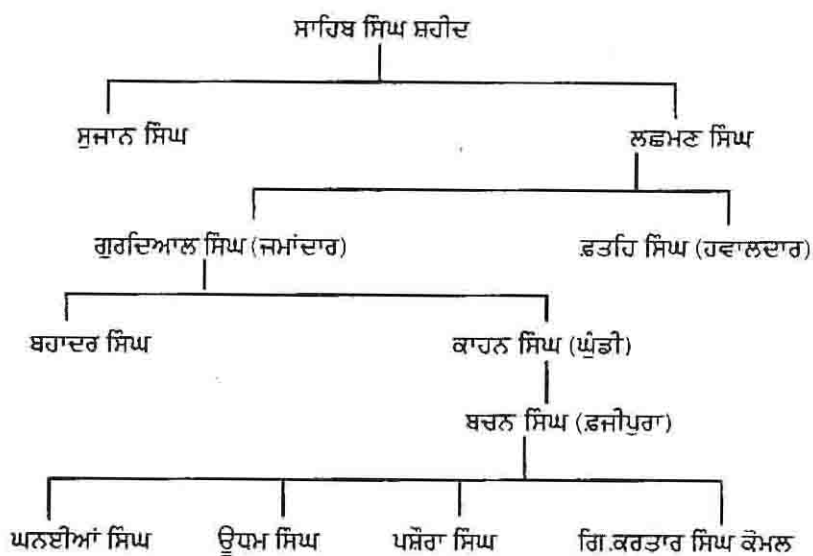 ਸਾਹਿਬ ਸਿੰਘ ਸ਼ਹੀਦ
ਸੁਜਾਨ ਸਿੰਘ ਲਛਮਣ ਸਿੰਘ
ਗੁਰਦਿਆਲ ਸਿੰਘ (ਜਮਾਂਦਾਰ) ਫ਼ਤਹਿ ਸਿੰਘ (ਹਵਾਲਦਾਰ)
ਬਹਾਦਰ ਸਿੰਘ ਕਾਹਨ ਸਿੰਘ (ਘੁੰਡੀ)
ਬਚਨ ਸਿੰਘ (ਫ਼ਜੀਪੁਰਾ)
ਘਨਈਆਂ ਸਿੰਘ ਊਧਮ ਸਿੰਘ ਪਸ਼ੌਰਾ ਸਿੰਘ ਗਿ.ਕਰਤਾਰ ਸਿੰਘ ਕੋਮਲ